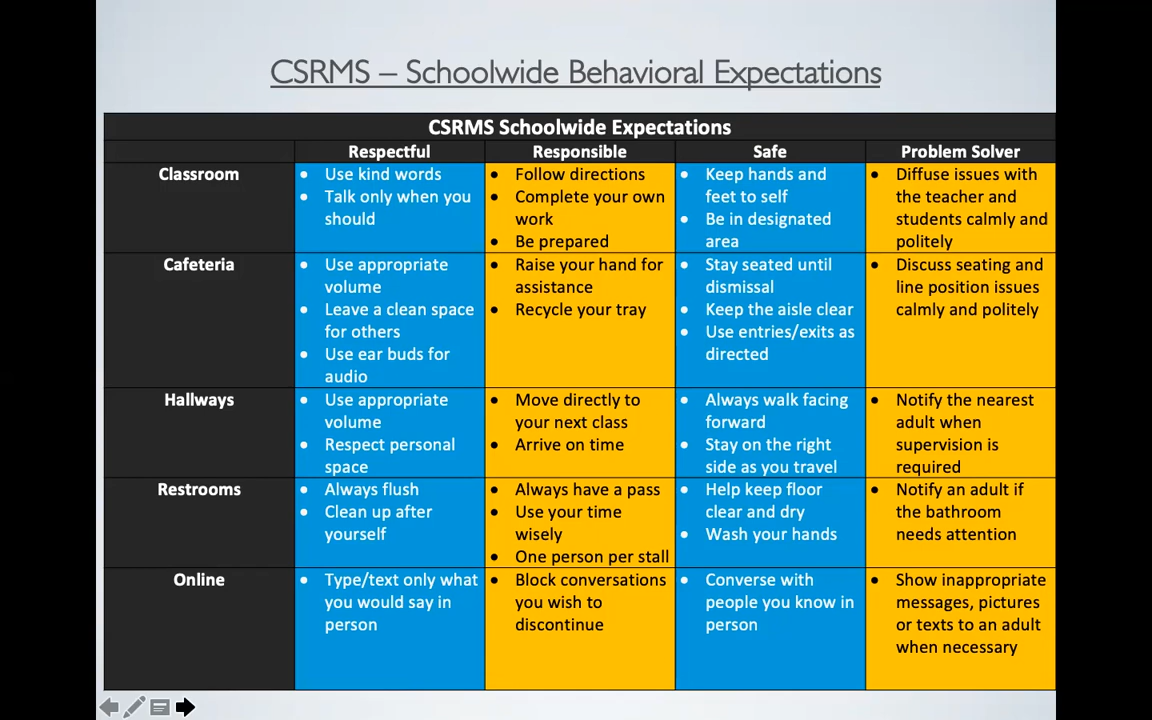 CSRMS – Schoolwide Behavioral Expectations
CSRMS Schoolwide Expectations
Respectful
Responsible
Safe
Problem Solver
Classroom
• Use kind words
• Talk only when you
should
• Follow directions
• Complete your own
work
• Be prepared
• Keep hands and
feet to self
• Be in designated
area
• Diffuse issues with
the teacher and
students calmly and
politely
Cafeteria
• Use appropriate
volume
• Leave a clean space
for others
• Use ear buds for
audio
• Raise your hand for
assistance
• Recycle your tray
• Stay seated until
dismissal
• Keep the aisle clear
• Use entries/exits as
directed
• Discuss seating and
line position issues
calmly and politely
Hallways
• Use appropriate
volume
• Respect personal
space
• Move directly to
your next class
• Arrive on time
• Always walk facing
forward
• Stay on the right
side as you travel
• Notify the nearest
adult when
supervision is
required
Restrooms
• Always flush
• Clean up after
yourself
• Always have a pass
• Use your time
wisely
• One person per stall
• Help keep floor
clear and dry
• Wash your hands
• Notify an adult if
the bathroom
needs attention
Online
• Type/text only what
you would say in
person
• Block conversations
you wish to
discontinue
• Converse with
people you know in
person
• Show inappropriate
messages, pictures
or texts to an adult
when necessary